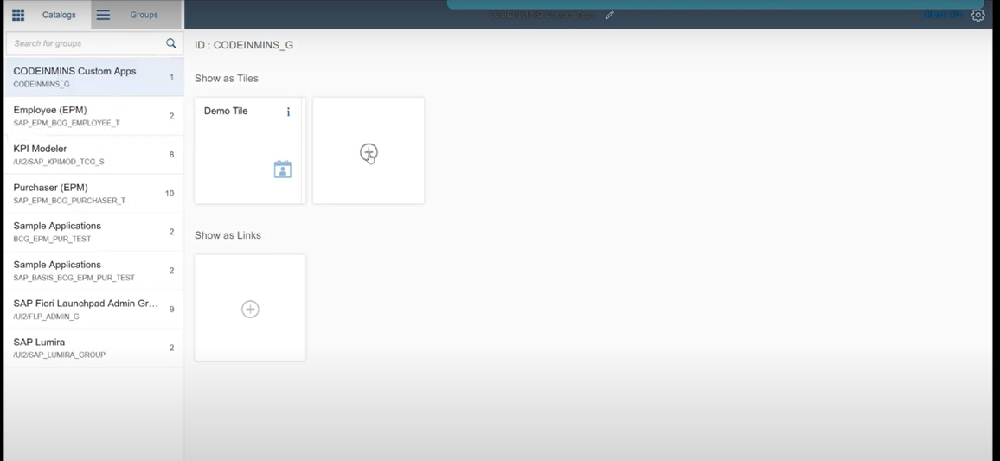 Catalogs
Groups
CODEINMINS Custom Apps
Search for groups
ID : CODEINMINS_G
CODEINMINS Custom Apps
1
CODEINMINS_G
Show as Tiles
Employee (EPM)
2
SAP_EPM_BCG_EMPLOYEE_T
Demo Tile
i
KPI Modeler
8
/UI2/SAP_KPIMOD_TCG_S
Purchaser (EPM)
10
SAP_EPM_BCG_PURCHASER_T
Sample Applications
2
BCG_EPM_PUR_TEST
Show as Links
Sample Applications
2
SAP_BASIS_BCG_EPM_PUR_TEST
SAP Fiori Launchpad Admin Gr...
9
/UI2/FLP_ADMIN_G
SAP Lumira
2
/UI2/SAP_LUMIRA_GROUP